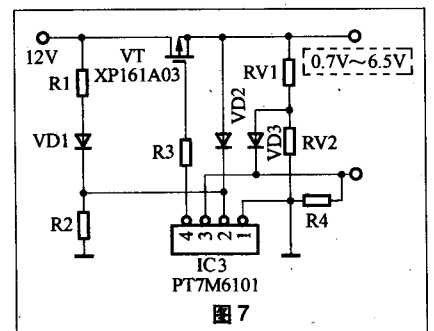 12V
VT
XP161A03
0.7V～6.5V
R1
RV1
VD2
VD1
R3
VD3
RV2
R2
R4
4 3 2 1
IC3
PT7M6101
图 7